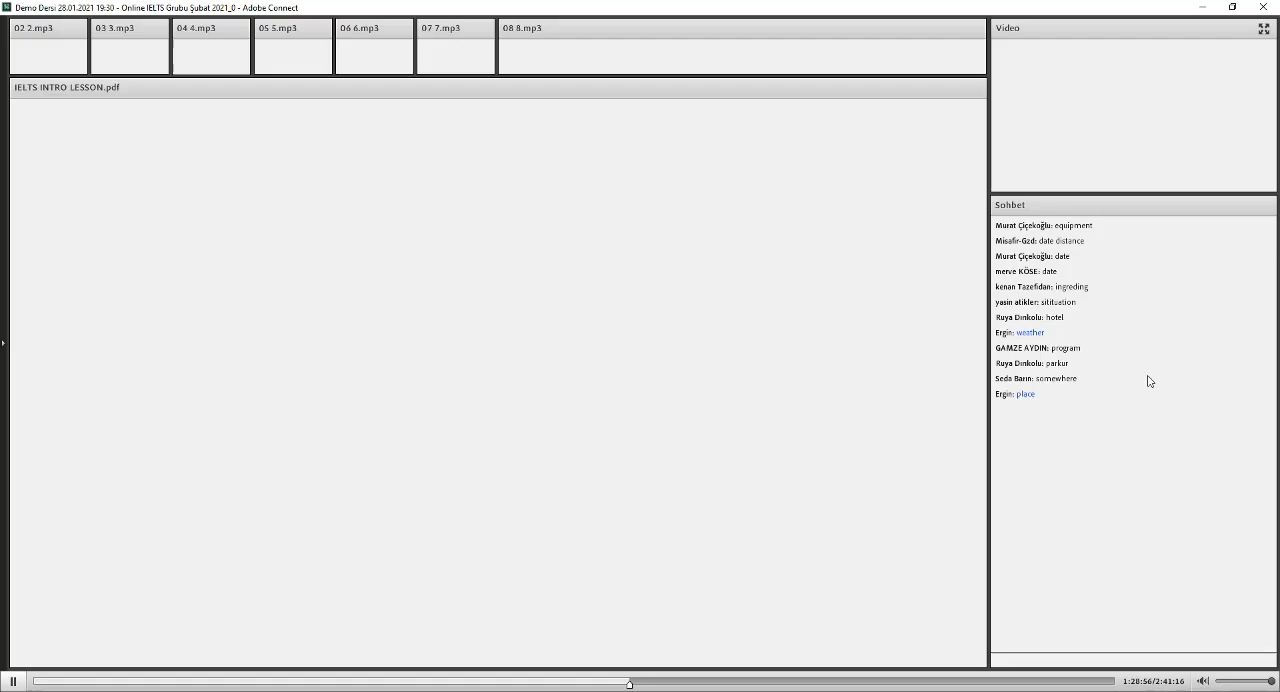 Demo Dersi 28.01.2021 19:30 - Online IELTS Grubu Şubat 2021_0 - Adobe Connect
02 2.mp3
03 3.mp3
04 4.mp3
05 5.mp3
06 6.mp3
07 7.mp3
08 8.mp3
Video
IELTS INTRO LESSON.pdf
Sohbet
Murat Çiçekoğlu: equipment
Misafir-Gzd: date distance
Murat Çiçekoğlu: date
merve KÖSE: date
kenan Tazefidan: ingreding
yasin atikler: sitituation
Ruya Dınkolu: hotel
Ergin: weather
GAMZE AYDIN: program
Ruya Dınkolu: parkur
Seda Barın: somewhere
Ergin: place
1:28:56/2:41:16